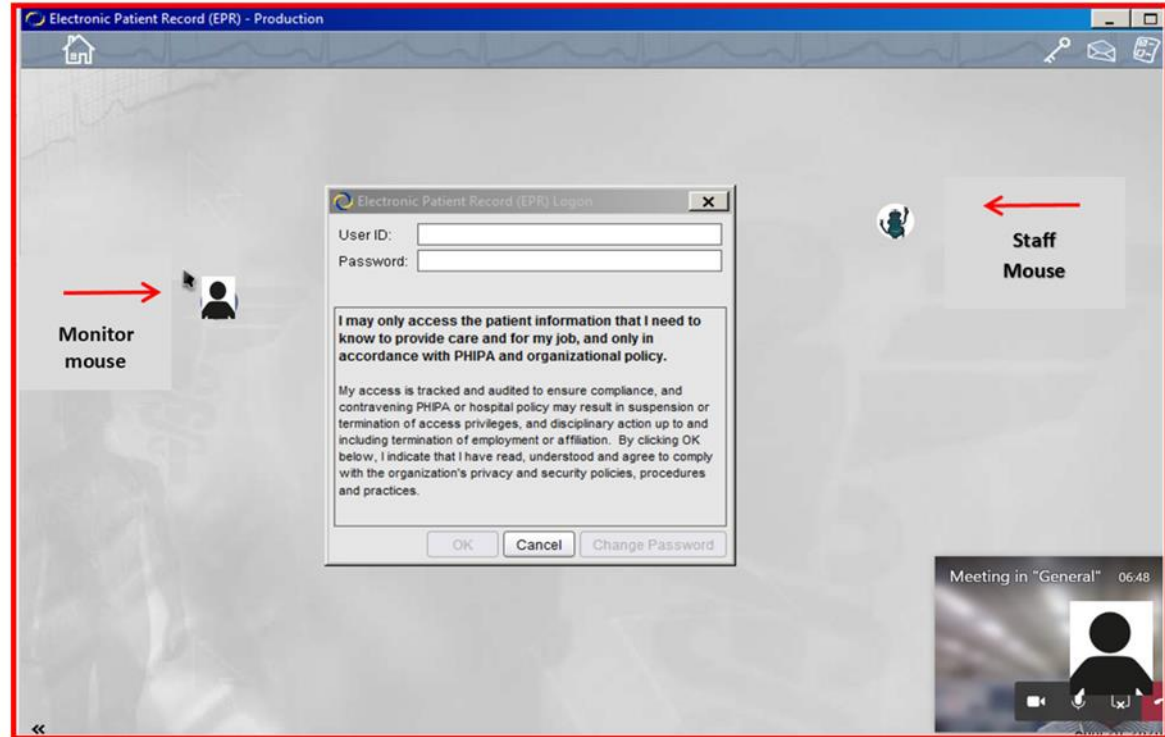 Electronic Patient Record (EPR) - Production
Electronic Patient Record (EPR) Logon
User ID:
Password:
I may only access the patient information that I need to
know to provide care and for my job, and only in
accordance with PHIPA and organizational policy.
My access is tracked and audited to ensure compliance, and
contravening PHIPA or hospital policy may result in suspension or
termination of access privileges, and disciplinary action up to and
including termination of employment or affiliation. By clicking OK
below, I indicate that I have read, understood and agree to comply
with the organization's privacy and security policies, procedures
and practices.
OK Cancel Change Password
Monitor
mouse
Staff
Mouse
Meeting in "General" 06:48